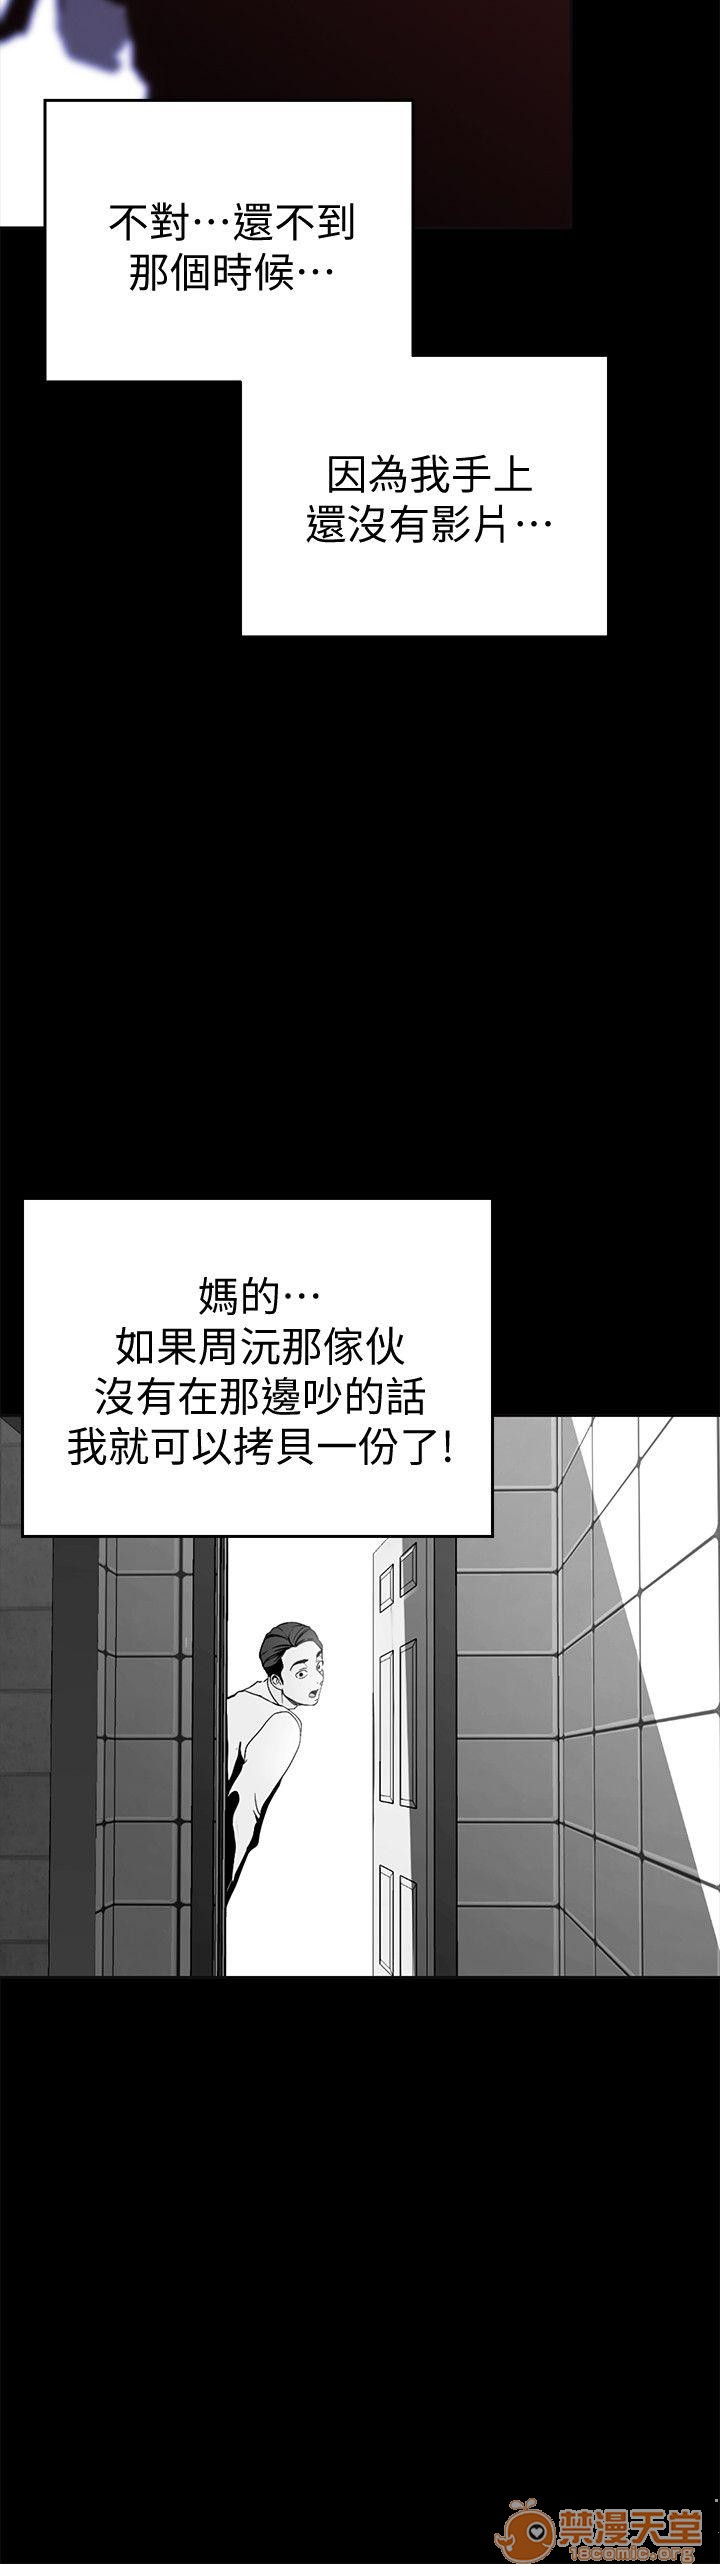 不對⋯還不到
那個時候⋯
因為我手上
還沒有影片⋯
媽的⋯
如果周沅那傢伙
沒有在那邊吵的話
我就可以拷貝一份了!
禁漫天堂
18comic.org